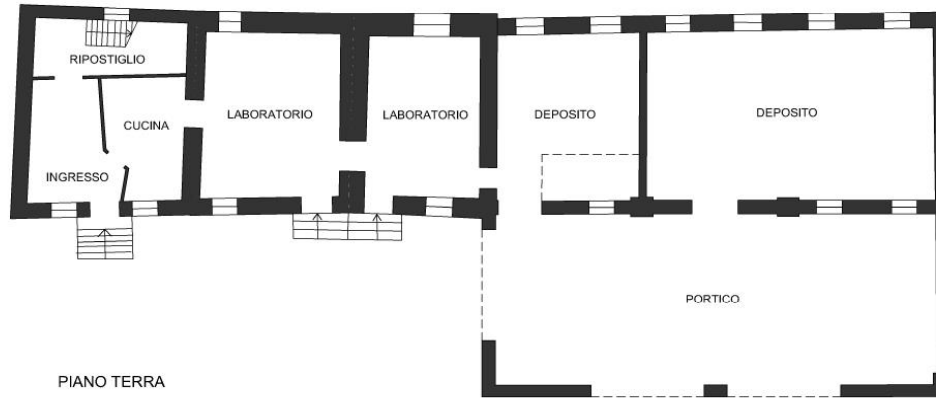 RIPOSTIGLIO
CUCINA
INGRESSO
LABORATORIO
LABORATORIO
DEPOSITO
DEPOSITO
PORTICO
PIANO TERRA